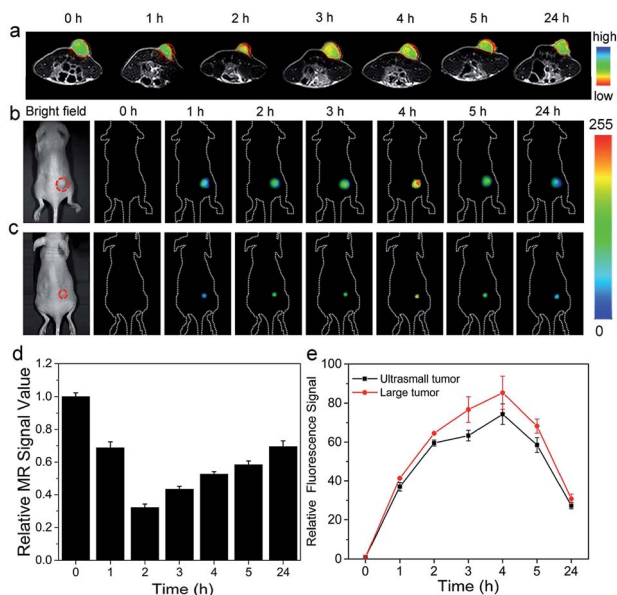 a
0 h 1 h 2 h 3 h 4 h 5 h 24 h
high
low
b
Bright field 0 h 1 h 2 h 3 h 4 h 5 h 24 h
255
0
c
d
Relative MR Signal Value
1.2
1.0
0.8
0.6
0.4
0.2
0.0
0 1 2 3 4 5 24
Time (h)
e
Relative Fluorescence Signal
100
80
60
40
20
0
Ultrasmall tumor
Large tumor
0 1 2 3 4 5 24
Time (h)